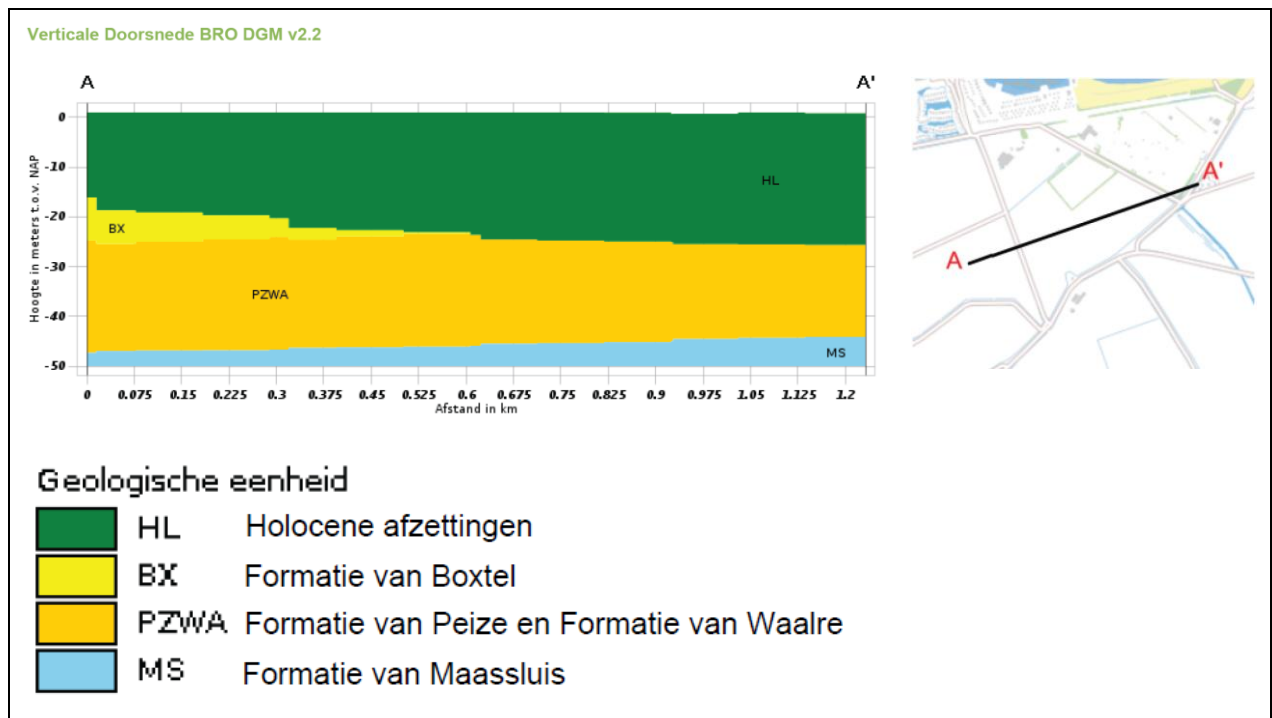 Verticale Doorsnede BRO DGM v2.2
A A'
0
-10
-20
-30
-40
-50
Hoogte in meters t.o.v. NAP
HL
BX
PZWA
MS
0 0.075 0.15 0.225 0.3 0.375 0.45 0.525 0.6 0.675 0.75 0.825 0.9 0.975 1.05 1.125 1.2
Afstand in km
A'
A
Geologische eenheid
HL Holocene afzettingen
BX Formatie van Boxtel
PZWA Formatie van Peize en Formatie van Waalre
MS Formatie van Maassluis